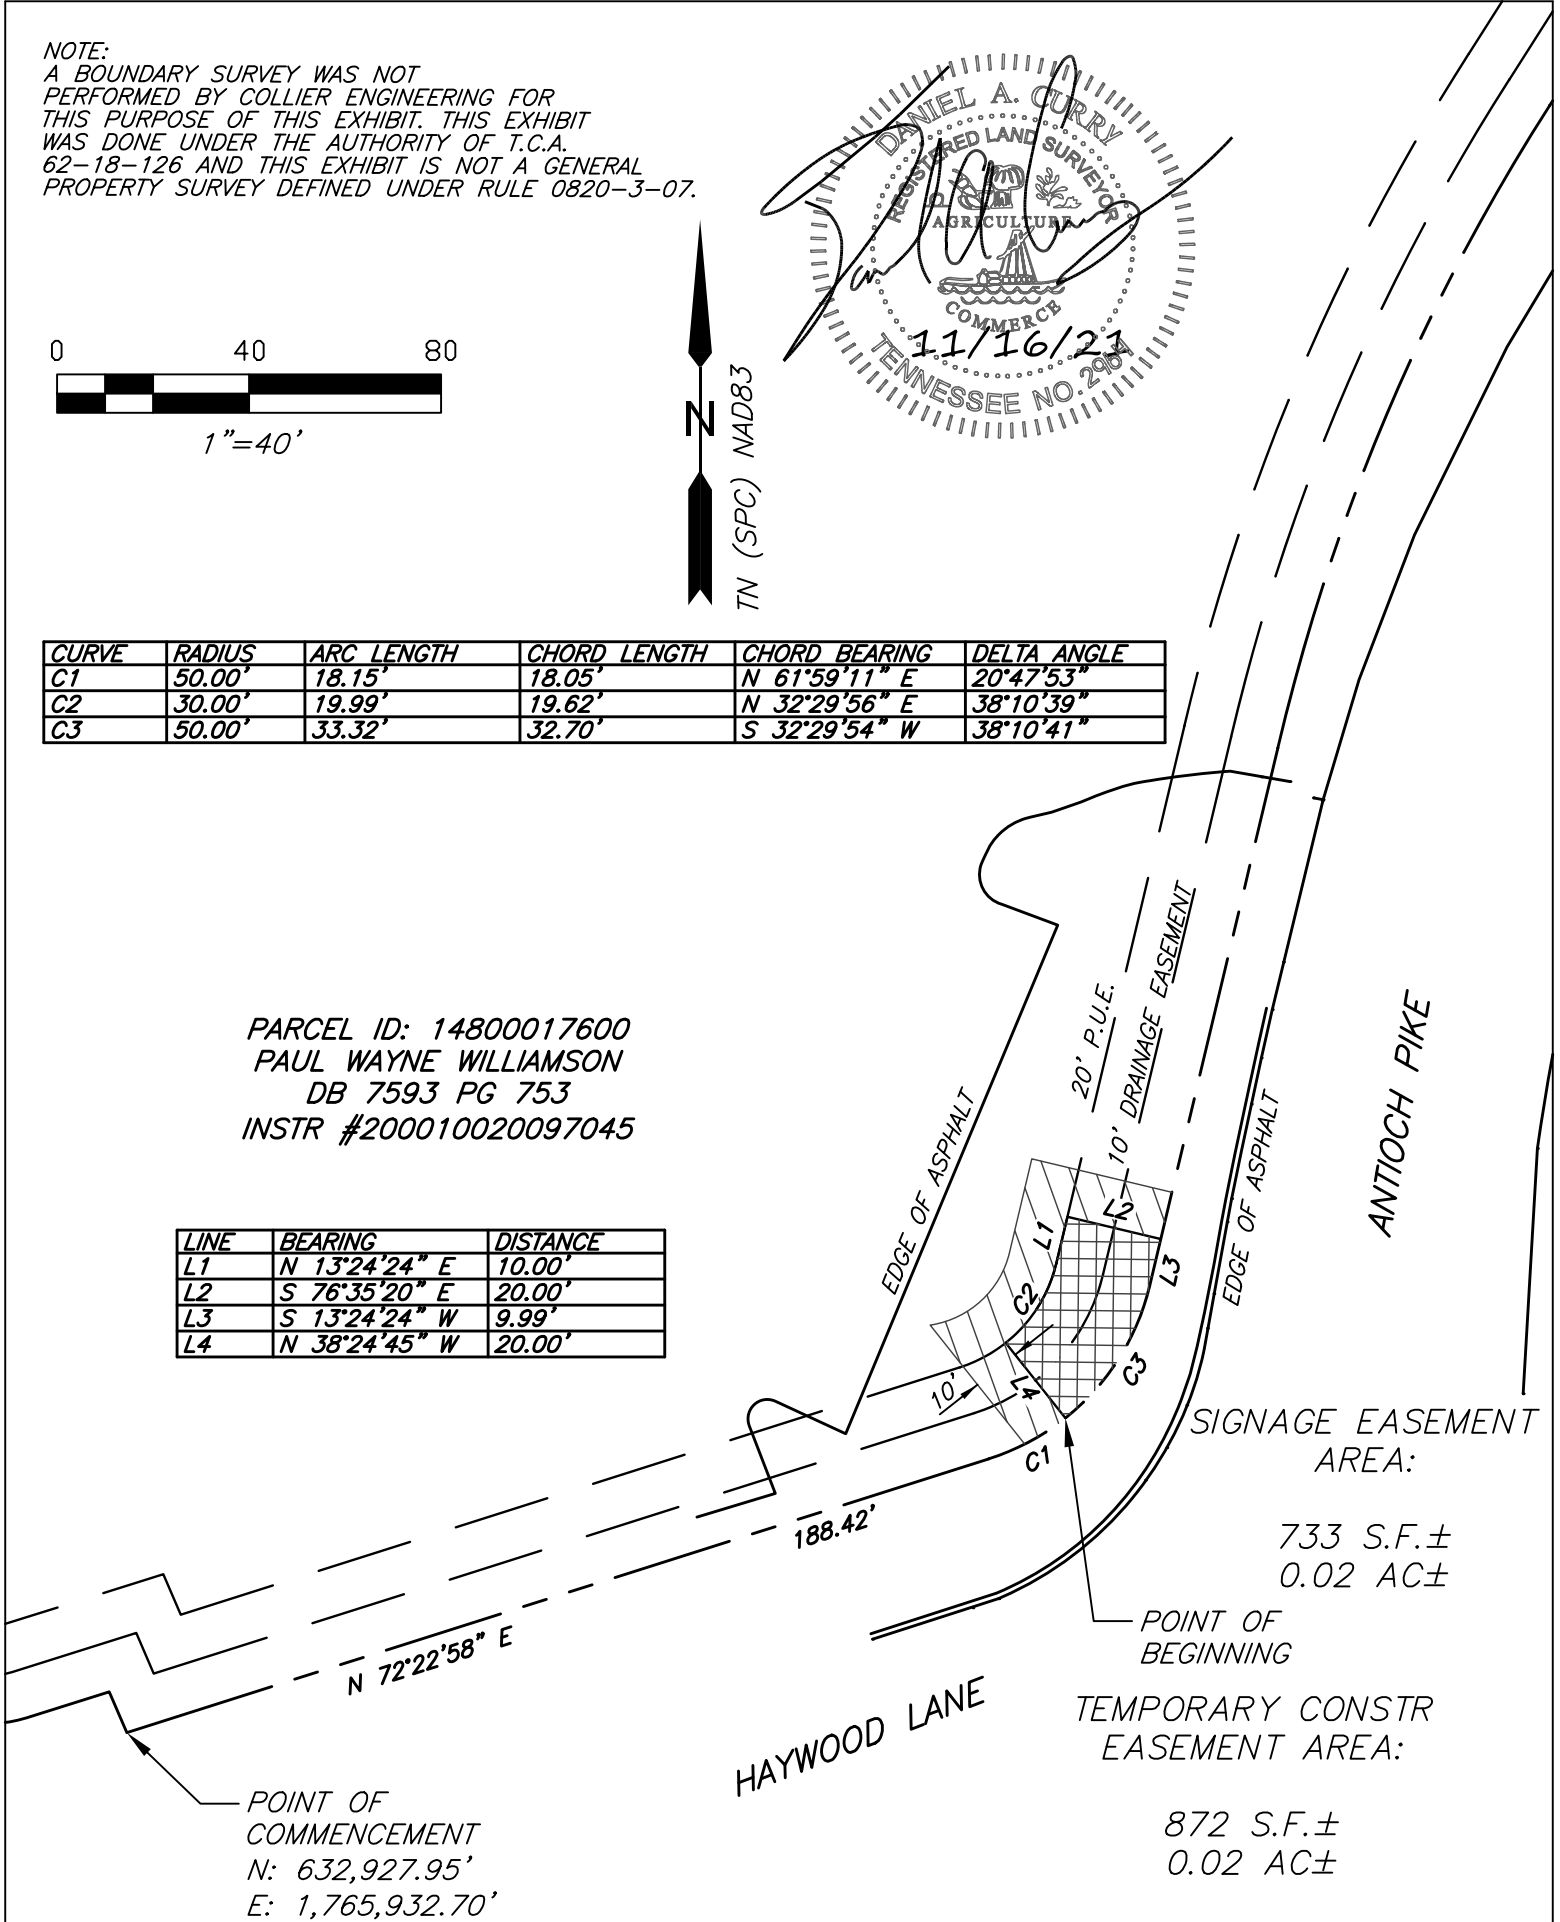 NOTE:
A BOUNDARY SURVEY WAS NOT
PERFORMED BY COLLIER ENGINEERING FOR
THIS PURPOSE OF THIS EXHIBIT. THIS EXHIBIT
WAS DONE UNDER THE AUTHORITY OF T.C.A.
62-18-126 AND THIS EXHIBIT IS NOT A GENERAL
PROPERTY SURVEY DEFINED UNDER RULE 0820-3-07.
DANIEL A. CURRY
REGISTERED LAND SURVEYOR
AGRICULTURE
COMMERCE
11/16/21
TENNESSEE NO.
0 40 80
1"=40'
N
TN (SPC) NAD83
CURVE RADIUS ARC LENGTH CHORD LENGTH CHORD BEARING DELTA ANGLE
C1 50.00' 18.15' 18.05' N 61°59'11" E 20°47'53"
C2 30.00' 19.99' 19.62' N 32°29'56" E 38°10'39"
C3 50.00' 33.32' 32.70' S 32°29'54" W 38°10'41"
PARCEL ID: 14800017600
PAUL WAYNE WILLIAMSON
DB 7593 PG 753
INSTR #200010020097045
LINE BEARING DISTANCE
L1 N 13°24'24" E 10.00'
L2 S 76°35'20" E 20.00'
L3 S 13°24'24" W 9.99'
L4 N 38°24'45" W 20.00'
EDGE OF ASPHALT
20' P.U.E.
10' DRAINAGE EASEMENT
EDGE OF ASPHALT
ANTIOCH PIKE
L1
L2
L3
C2
C3
L4
10'
C1
188.42'
N 72°22'58" E
SIGNAGE EASEMENT
AREA:
733 S.F.±
0.02 AC±
POINT OF
BEGINNING
HAYWOOD LANE
TEMPORARY CONSTR
EASEMENT AREA:
872 S.F.±
0.02 AC±
POINT OF
COMMENCEMENT
N: 632,927.95'
E: 1,765,932.70'